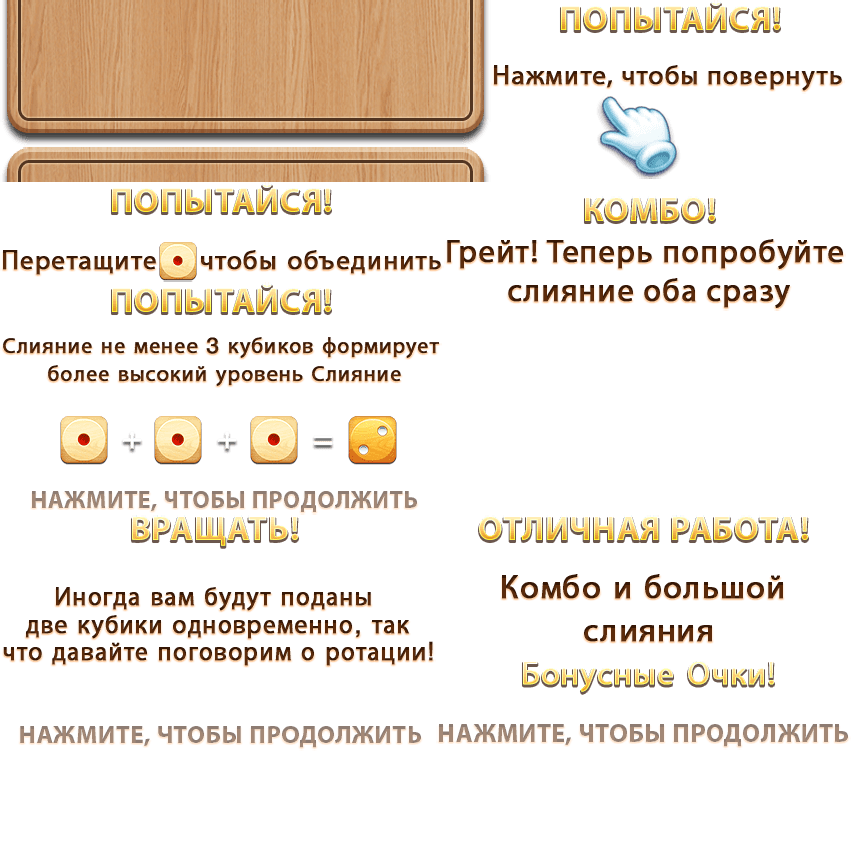 ПОПЫТАЙСЯ!
Нажмите, чтобы повернуть
ПОПЫТАЙСЯ!
Перетащите чтобы объединить
КОМБО!
Грейт! Теперь попробуйте
слияние оба сразу
ПОПЫТАЙСЯ!
Слияние не менее 3 кубиков формирует
более высокий уровень Слияние
+ + =
НАЖМИТЕ, ЧТОБЫ ПРОДОЛЖИТЬ
ВРАЩАТЬ!
Иногда вам будут поданы
две кубики одновременно, так
что давайте поговорим о ротации!
НАЖМИТЕ, ЧТОБЫ ПРОДОЛЖИТЬ
ОТЛИЧНАЯ РАБОТА!
Комбо и большой
слияния
Бонусные Очки!
НАЖМИТЕ, ЧТОБЫ ПРОДОЛЖИТЬ